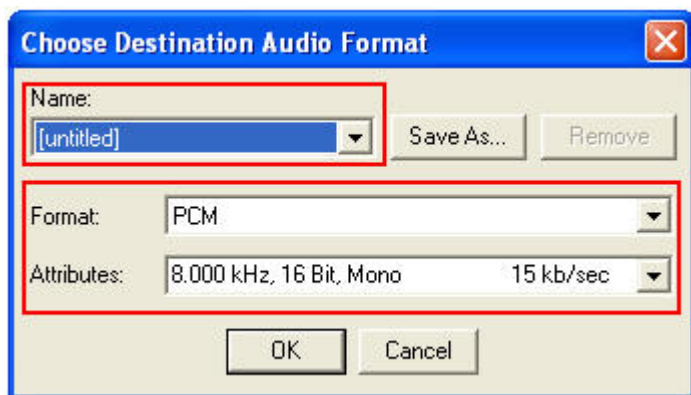 Choose Destination Audio Format
Name:
[untitled]
Save As...
Remove
Format: PCM
Attributes: 8.000 kHz, 16 Bit, Mono 15 kb/sec
OK
Cancel